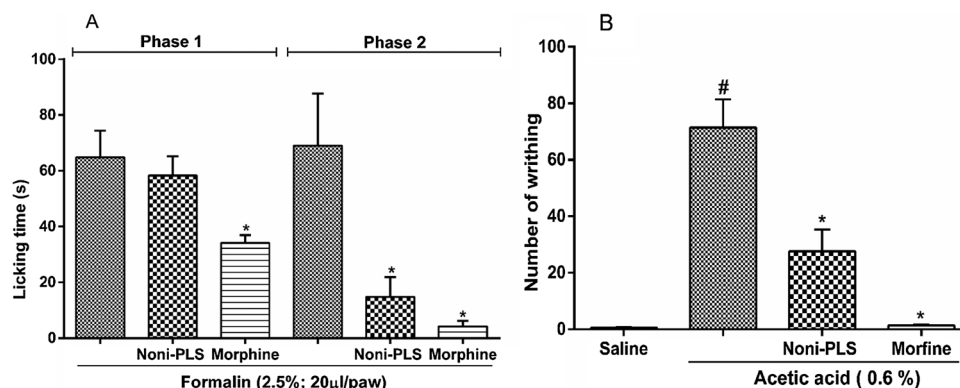 A
Phase 1 Phase 2
Licking time (s)
100
80
60
40
20
0
*
*
*
Noni-PLS Morphine Noni-PLS Morphine
Formalin (2.5%; 20µl/paw)
B
Number of writhing
100
80
60
40
20
0
#
*
*
Saline Noni-PLS Morfine
Acetic acid ( 0.6 %)